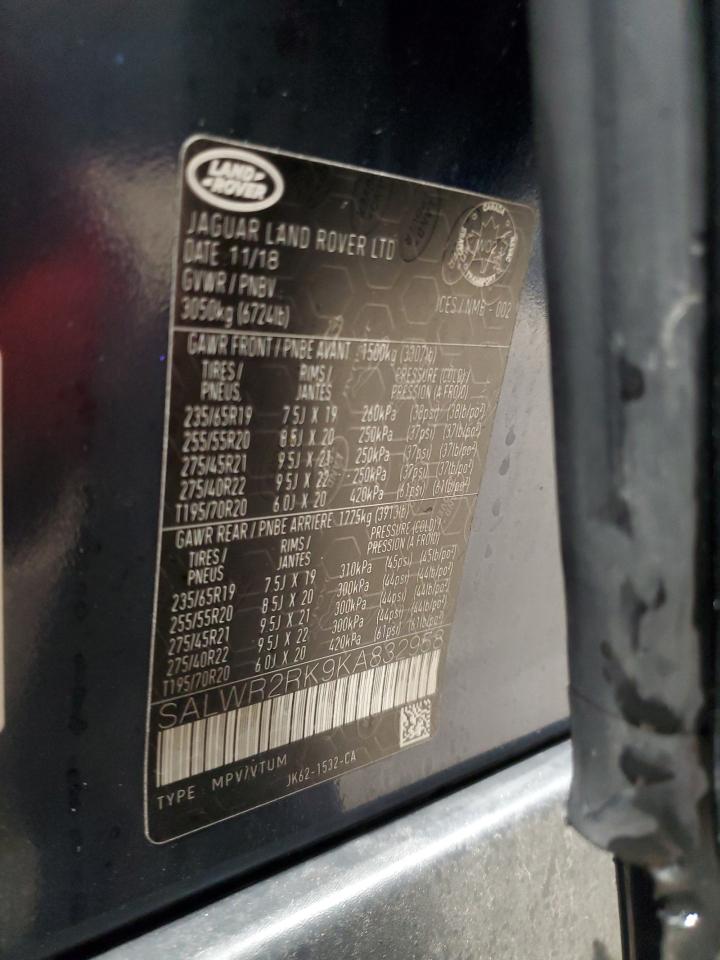 LAND
ROVER
JAGUAR LAND ROVER LTD
DATE 11/18
GVWR / PNBV
3050kg (6724lb)
CANADA
ICES / NMB - 002
GAWR FRONT / PNBE AVANT 1500kg (3307lb)
TIRES / RIMS / PRESSURE (COLD) /
PNEUS JANTES PRESSION (A FROID)
235/65R19 7.5J X 19 260kPa (38psi) (38lb/po²)
255/55R20 8.5J X 20 250kPa (37psi) (37lb/po²)
275/45R21 9.5J X 21 250kPa (37psi) (37lb/po²)
275/40R22 9.5J X 22 250kPa (37psi) (37lb/po²)
T195/70R20 6.0J X 20 420kPa (61psi) (61lb/po²)
GAWR REAR / PNBE ARRIERE 1775kg (3913lb)
TIRES / RIMS / PRESSURE (COLD) /
PNEUS JANTES PRESSION (A FROID)
235/65R19 7.5J X 19 310kPa (45psi) (45lb/po²)
255/55R20 8.5J X 20 300kPa (44psi) (44lb/po²)
275/45R21 9.5J X 21 300kPa (44psi) (44lb/po²)
275/40R22 9.5J X 22 300kPa (44psi) (44lb/po²)
T195/70R20 6.0J X 20 420kPa (61psi) (61lb/po²)
SALWR2RK9KA832958
TYPE MPV/VTUM
JK62-1532-CA